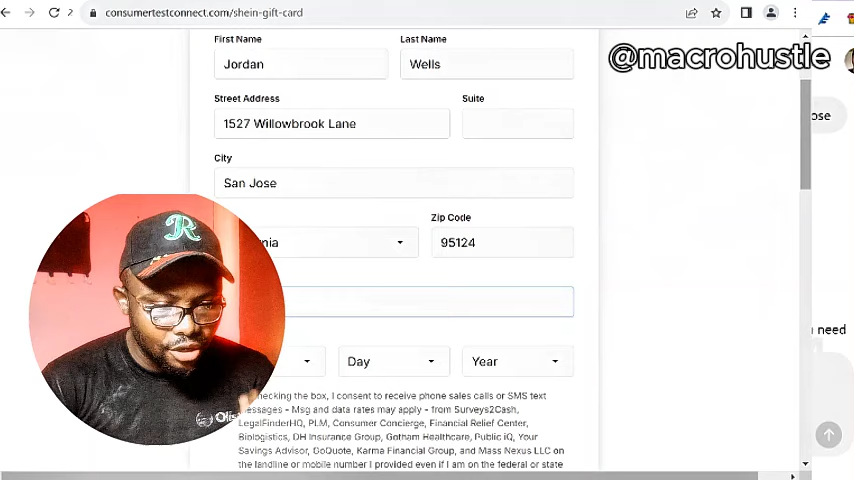 consumertestconnect.com/shein-gift-card
@macrohustle
First Name
Last Name
Jordan
Wells
Street Address
Suite
1527 Willowbrook Lane
City
San Jose
Zip Code
95124
Day
Year
checking the box, I consent to receive phone sales calls or SMS text
messages - Msg and data rates may apply - from Surveys2Cash,
LegalFinderHQ, PLM, Consumer Concierge, Financial Relief Center,
Biologistics, DH Insurance Group, Gotham Healthcare, Public iQ, Your
Savings Advisor, GoQuote, Karma Financial Group, and Mass Nexus LLC on
the landline or mobile number I provided even if I am on the federal or state
need
R